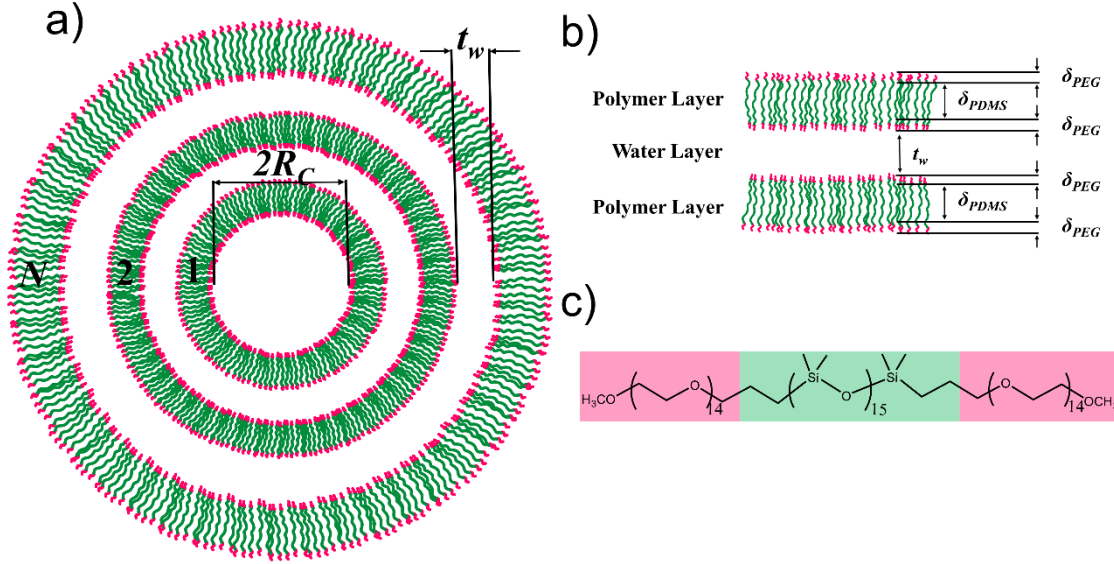 a)
t_w
2R_C
N
2
1
b)
Polymer Layer
Water Layer
Polymer Layer
δ_PEG
δ_PDMS
δ_PEG
t_w
δ_PEG
δ_PDMS
δ_PEG
c)
H₃CO
O
14
Si
O
Si
15
O
14
OCH₃